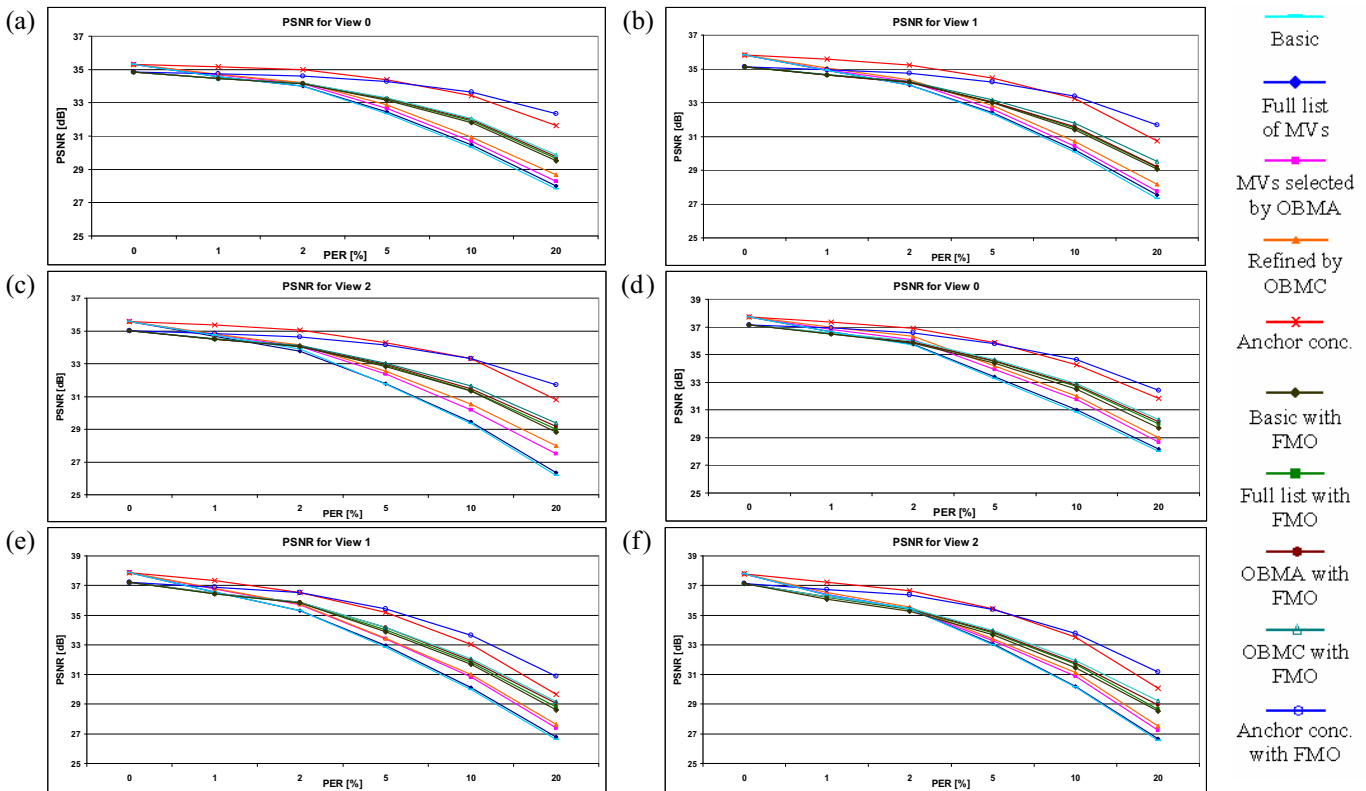 (a)
PSNR for View 0
37
35
33
31
29
27
25
PSNR [dB]
0 1 2 5 10 20
PER [%]
(b)
PSNR for View 1
37
35
33
31
29
27
25
PSNR [dB]
0 1 2 5 10 20
PER [%]
(c)
PSNR for View 2
37
35
33
31
29
27
25
PSNR [dB]
0 1 2 5 10 20
PER [%]
(d)
PSNR for View 0
39
37
35
33
31
29
27
25
PSNR [dB]
0 1 2 5 10 20
PER [%]
(e)
PSNR for View 1
39
37
35
33
31
29
27
25
PSNR [dB]
0 1 2 5 10 20
PER [%]
(f)
PSNR for View 2
39
37
35
33
31
29
27
25
PSNR [dB]
0 1 2 5 10 20
PER [%]
Basic
Full list
of MVs
MVs selected
by OBMA
Refined by
OBMC
Anchor conc.
Basic with
FMO
Full list with
FMO
OBMA with
FMO
OBMC with
FMO
Anchor conc.
with FMO